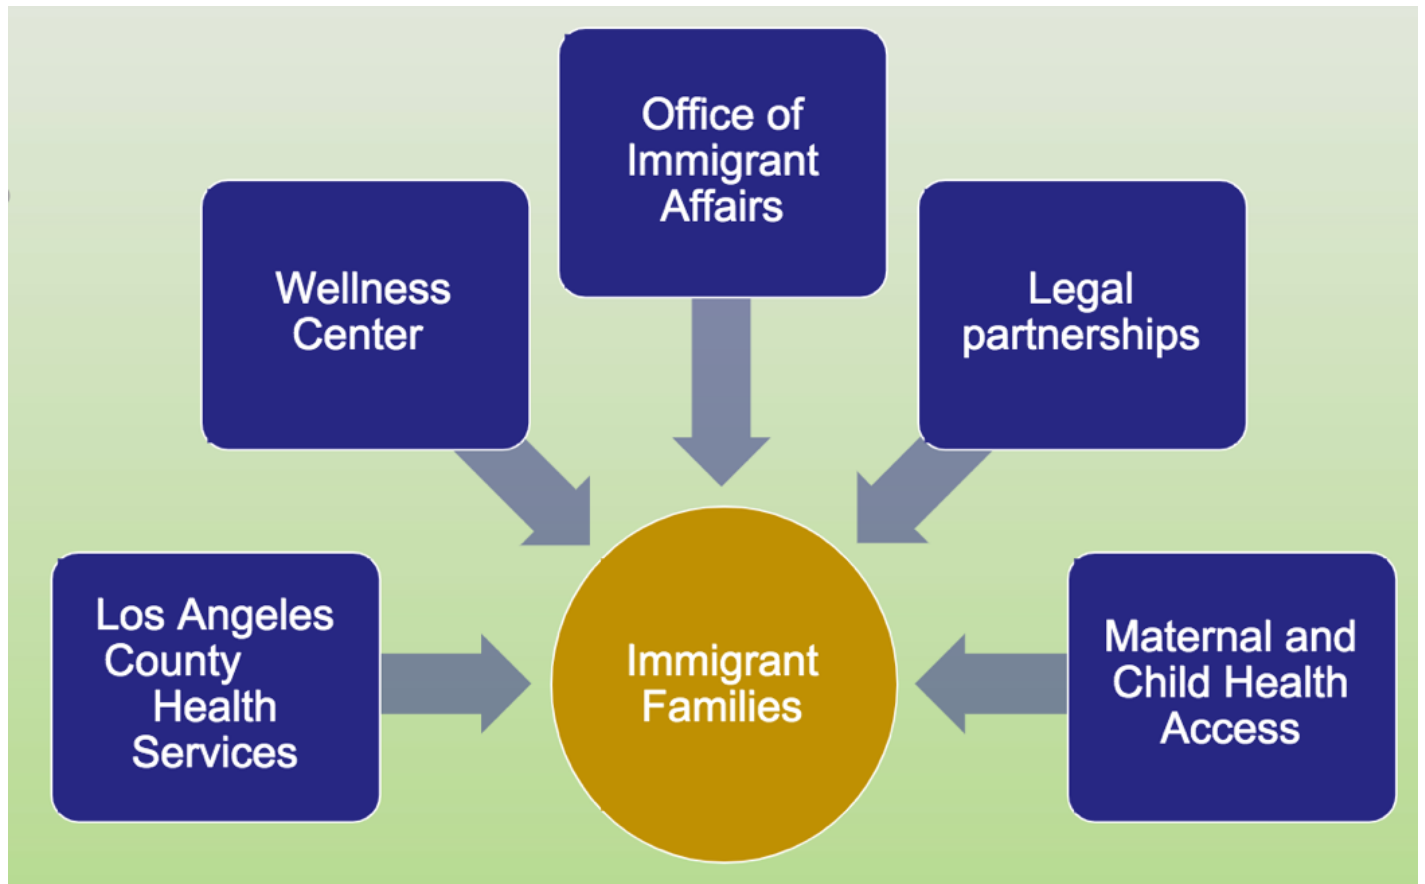 Office of
Immigrant
Affairs
Wellness
Center
Legal
partnerships
Los Angeles
County
Health
Services
Immigrant
Families
Maternal and
Child Health
Access